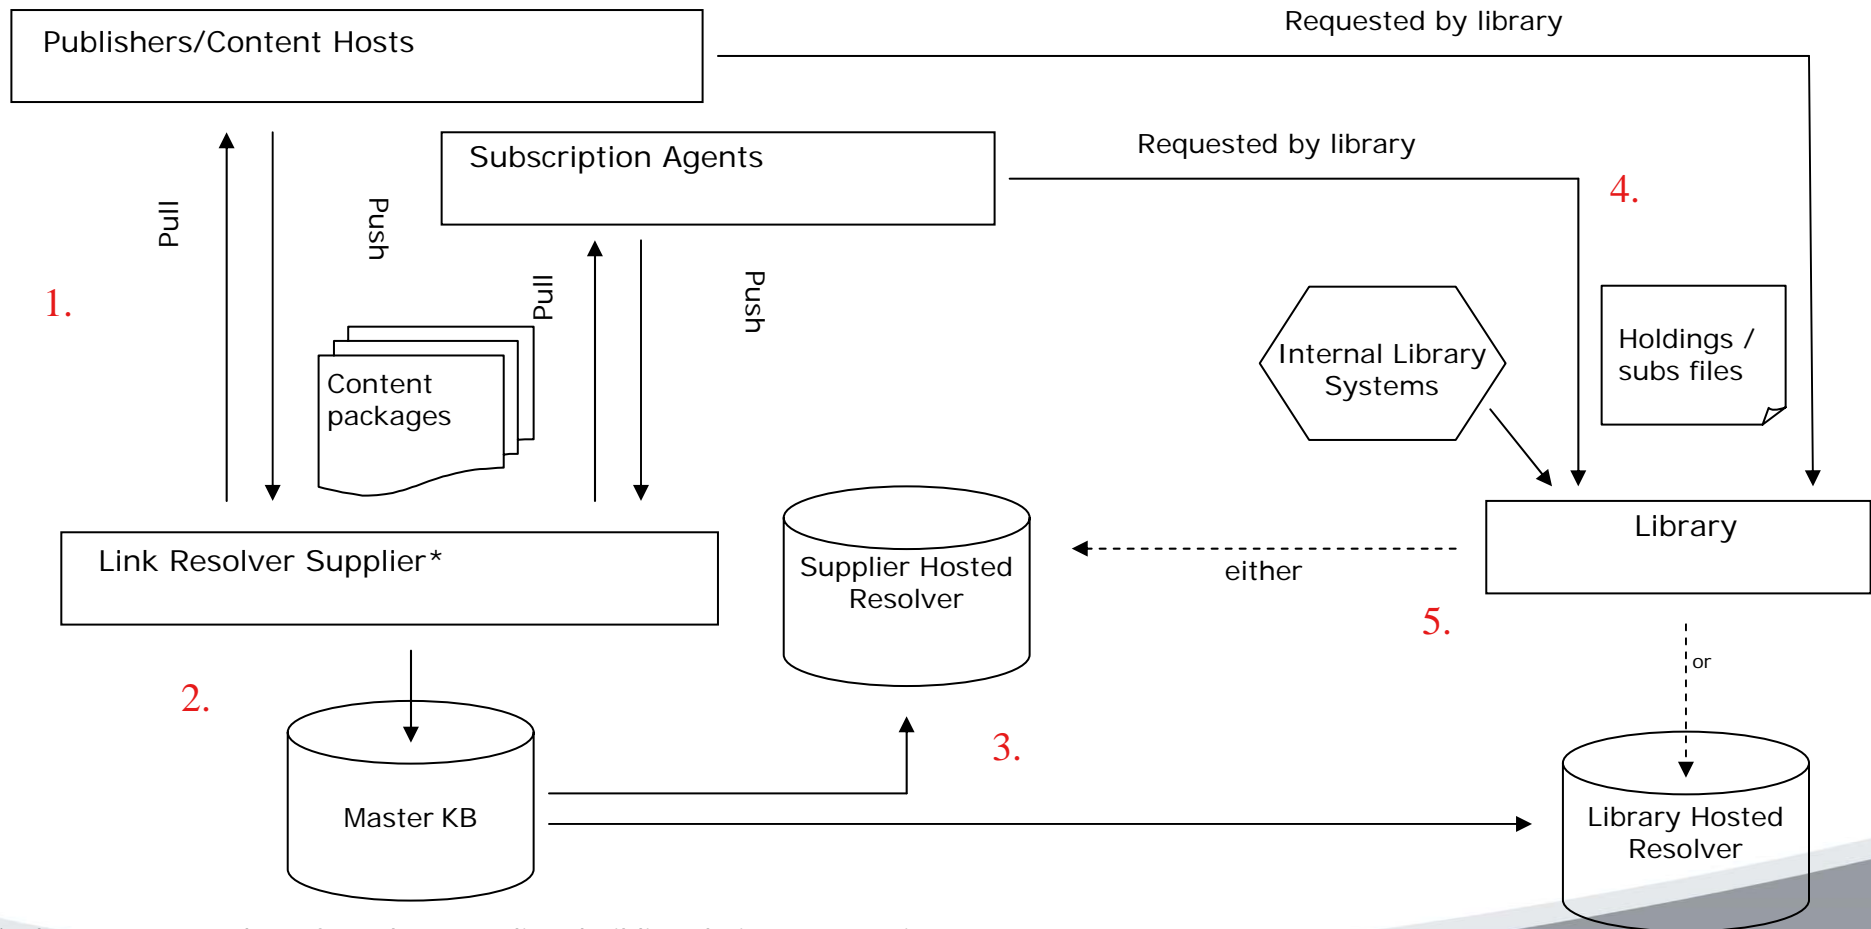 Requested by library
Publishers/Content Hosts
Requested by library
Subscription Agents
4.
Pull
Push
Pull
Push
1.
Internal Library
Systems
Holdings /
subs files
Content
packages
Library
Link Resolver Supplier*
Supplier Hosted
Resolver
either
5.
or
2.
3.
Master KB
Library Hosted
Resolver